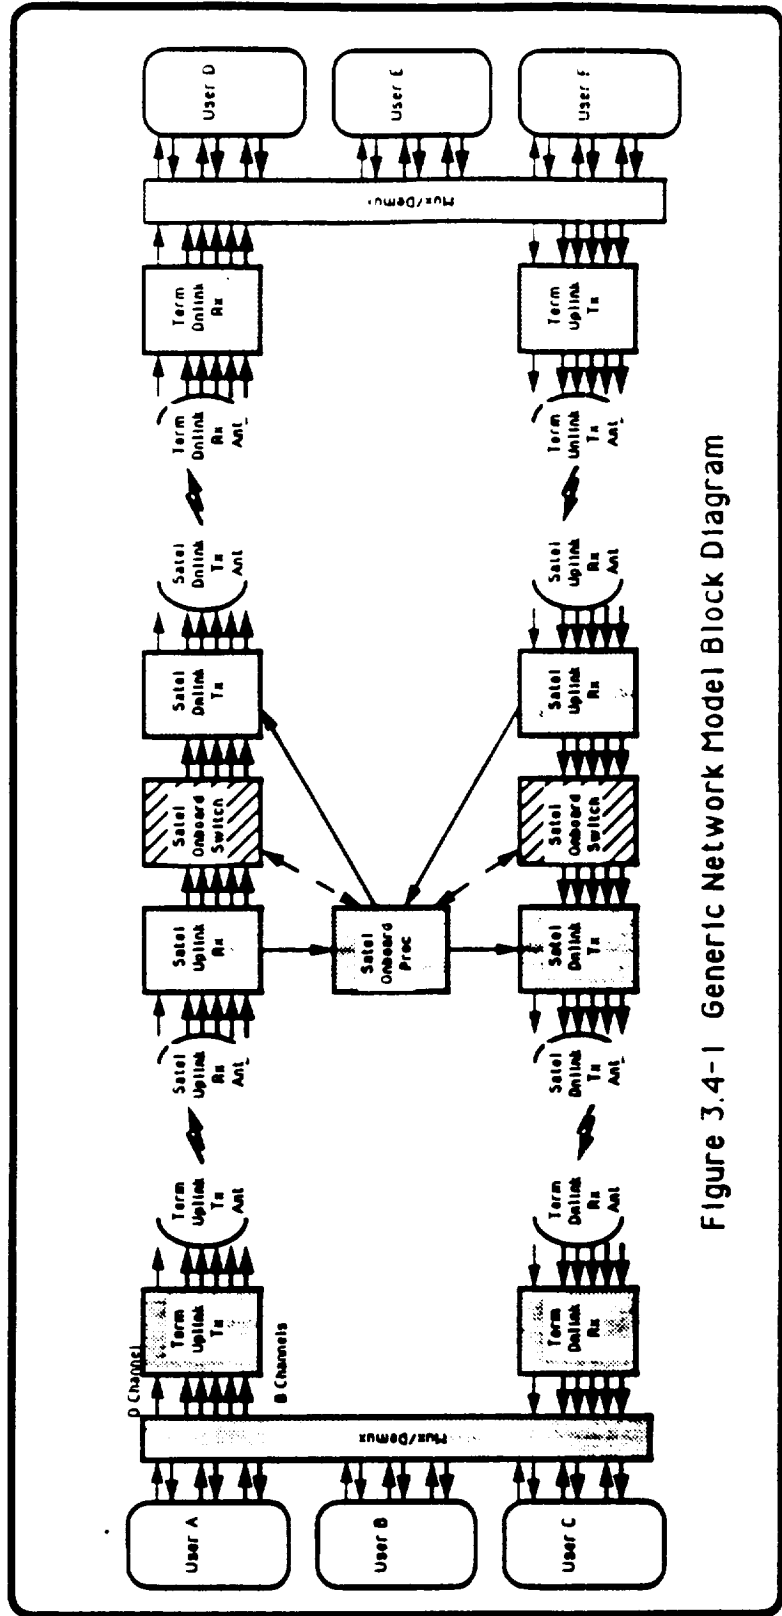 User A
User B
User C
Mux/Demux
D Channel
B Channels
Term
Uplink
Tx
Term
Uplink
Tx
Ant
Satel
Uplink
Rx
Ant
Satel
Uplink
Rx
Satel
Onboard
Switch
Satel
Dnlink
Tx
Satel
Dnlink
Tx
Ant
Term
Dnlink
Rx
Ant
Term
Dnlink
Rx
Mux/Demux
User D
User E
User F
Satel
Onboard
Proc
Term
Dnlink
Rx
Term
Dnlink
Rx
Ant
Satel
Dnlink
Tx
Ant
Satel
Dnlink
Tx
Satel
Onboard
Switch
Satel
Uplink
Rx
Satel
Uplink
Rx
Ant
Term
Uplink
Tx
Ant
Term
Uplink
Tx
Figure 3.4-1 Generic Network Model Block Diagram